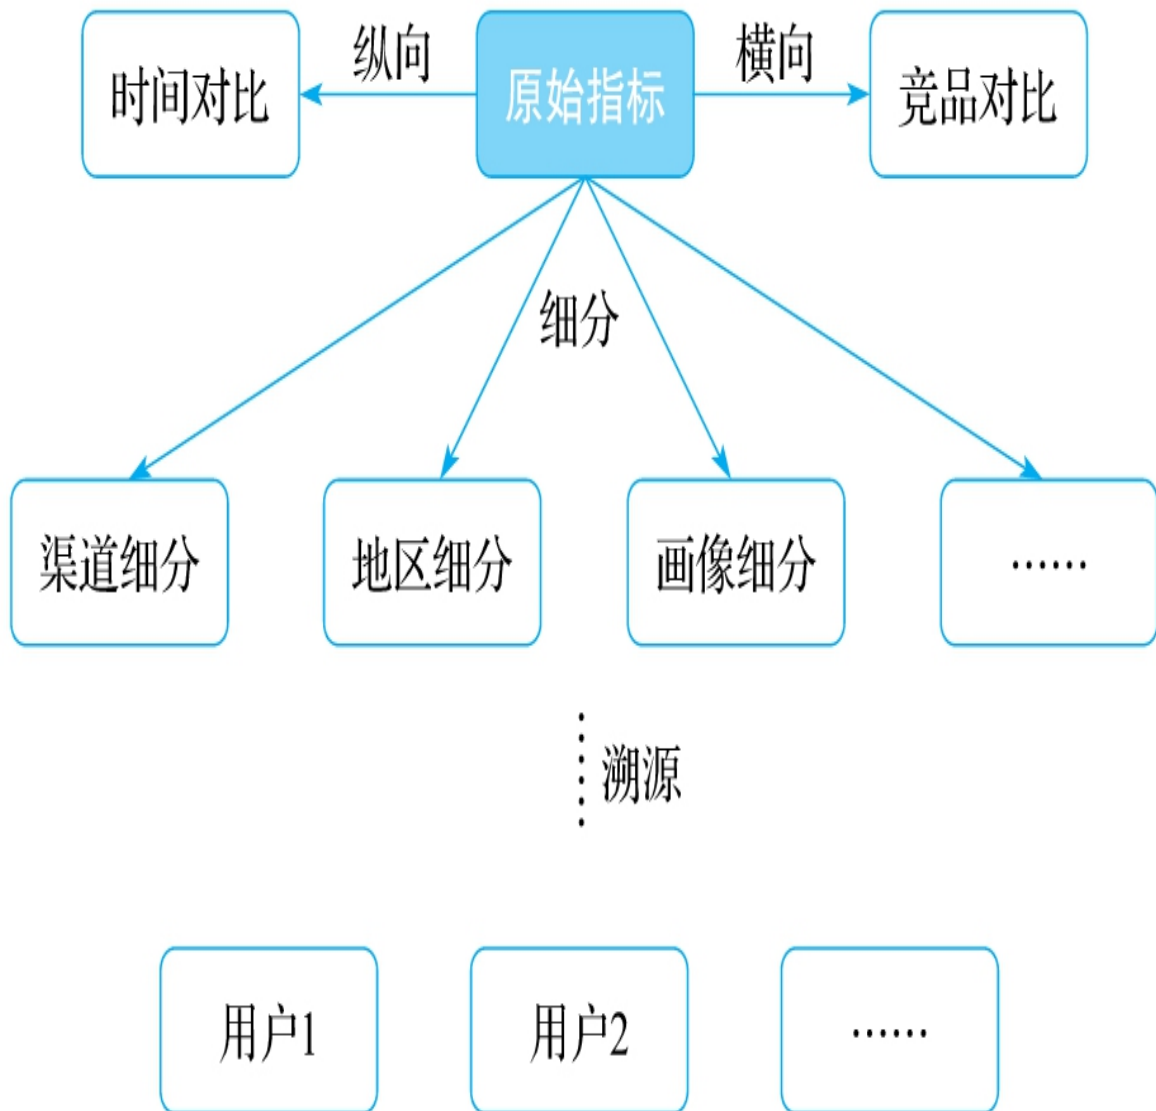 纵向
横向
时间对比
原始指标
竞品对比
细分
渠道细分
地区细分
画像细分
……
溯源
用户1
用户2
……